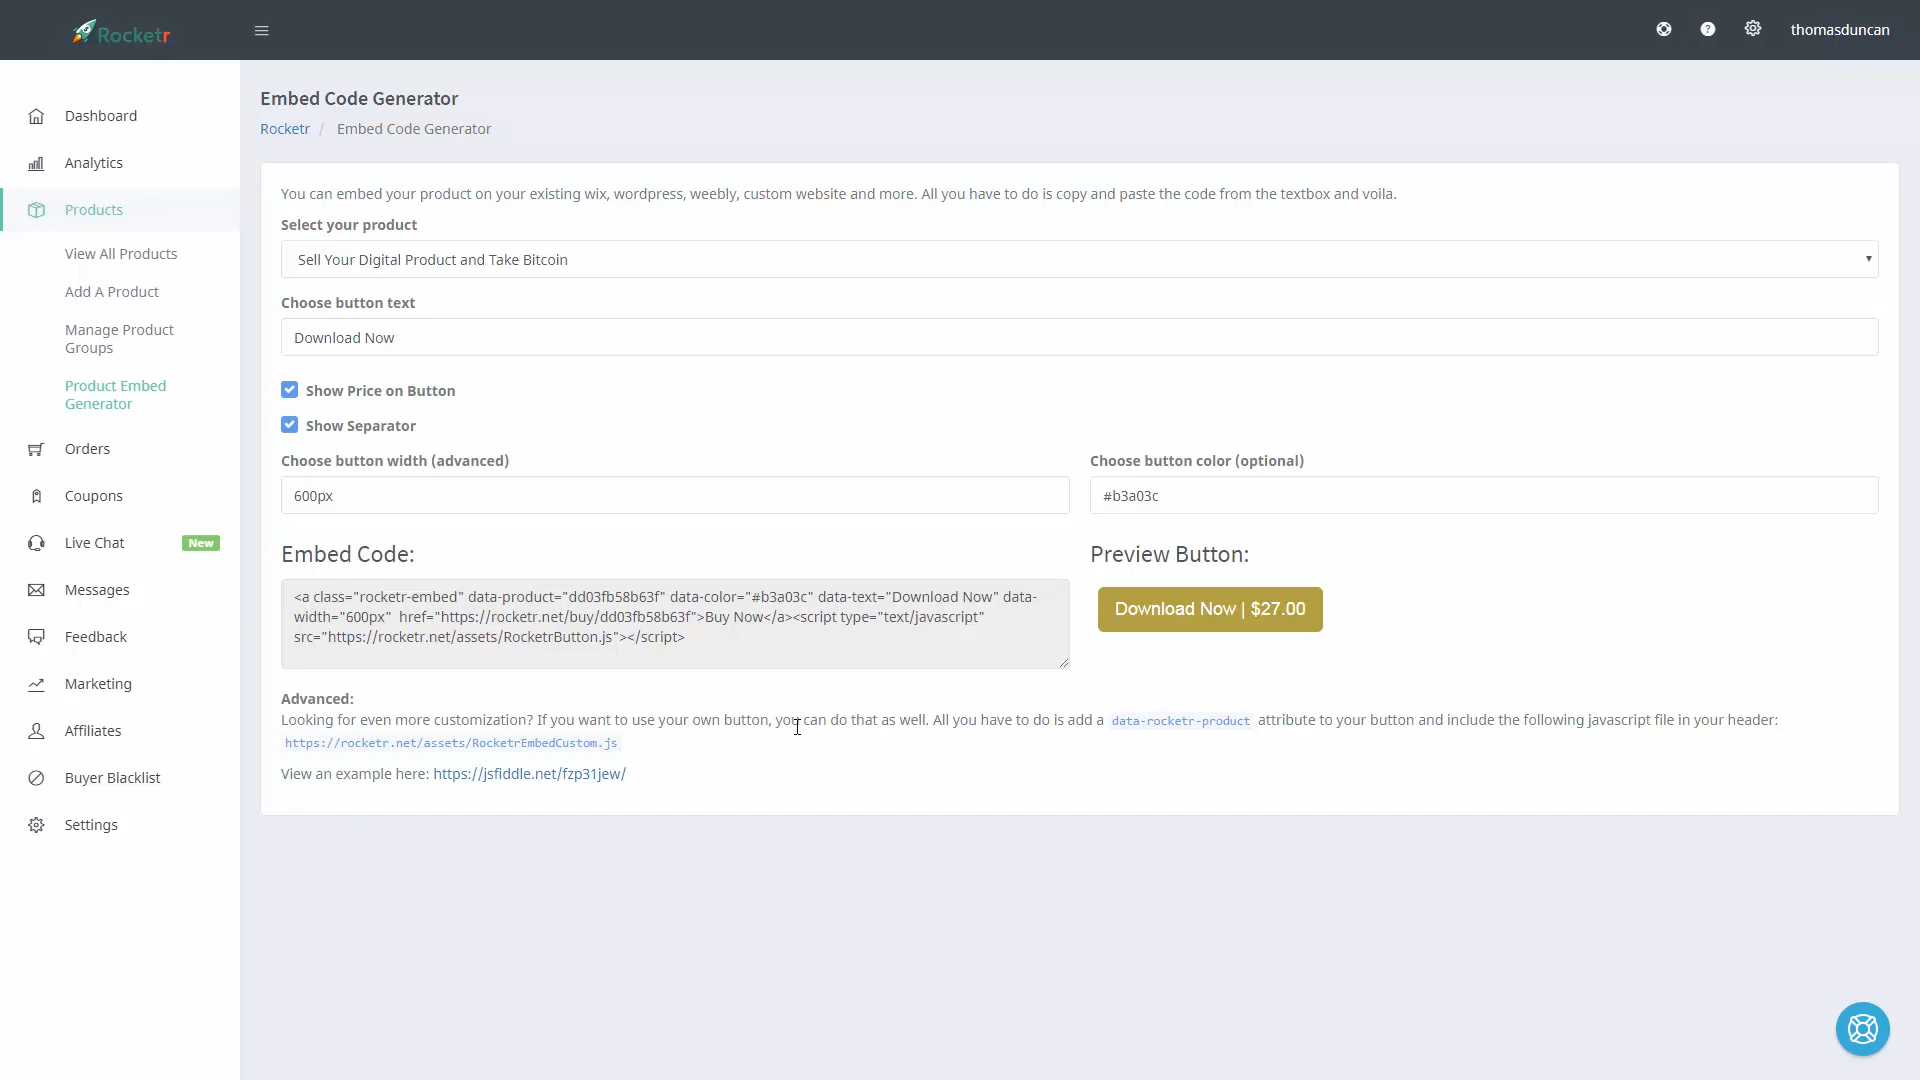 Rocketr
thomasduncan
Dashboard
Analytics
Products
View All Products
Add A Product
Manage Product
Groups
Product Embed
Generator
Orders
Coupons
Live Chat New
Messages
Feedback
Marketing
Affiliates
Buyer Blacklist
Settings
Embed Code Generator
Rocketr / Embed Code Generator
You can embed your product on your existing wix, wordpress, weebly, custom website and more. All you have to do is copy and paste the code from the textbox and voila.
Select your product
Sell Your Digital Product and Take Bitcoin
Choose button text
Download Now
Show Price on Button
Show Separator
Choose button width (advanced)
600px
Choose button color (optional)
#b3a03c
Embed Code:
<a class="rocketr-embed" data-product="dd03fb58b63f" data-color="#b3a03c" data-text="Download Now" data-
width="600px"  href="https://rocketr.net/buy/dd03fb58b63f">Buy Now</a><script type="text/javascript"
src="https://rocketr.net/assets/RocketrButton.js"></script>
Preview Button:
Download Now | $27.00
Advanced:
Looking for even more customization? If you want to use your own button, you can do that as well. All you have to do is add a data-rocketr-product attribute to your button and include the following javascript file in your header:
https://rocketr.net/assets/RocketrEmbedCustom.js
View an example here: https://jsfiddle.net/fzp31jew/